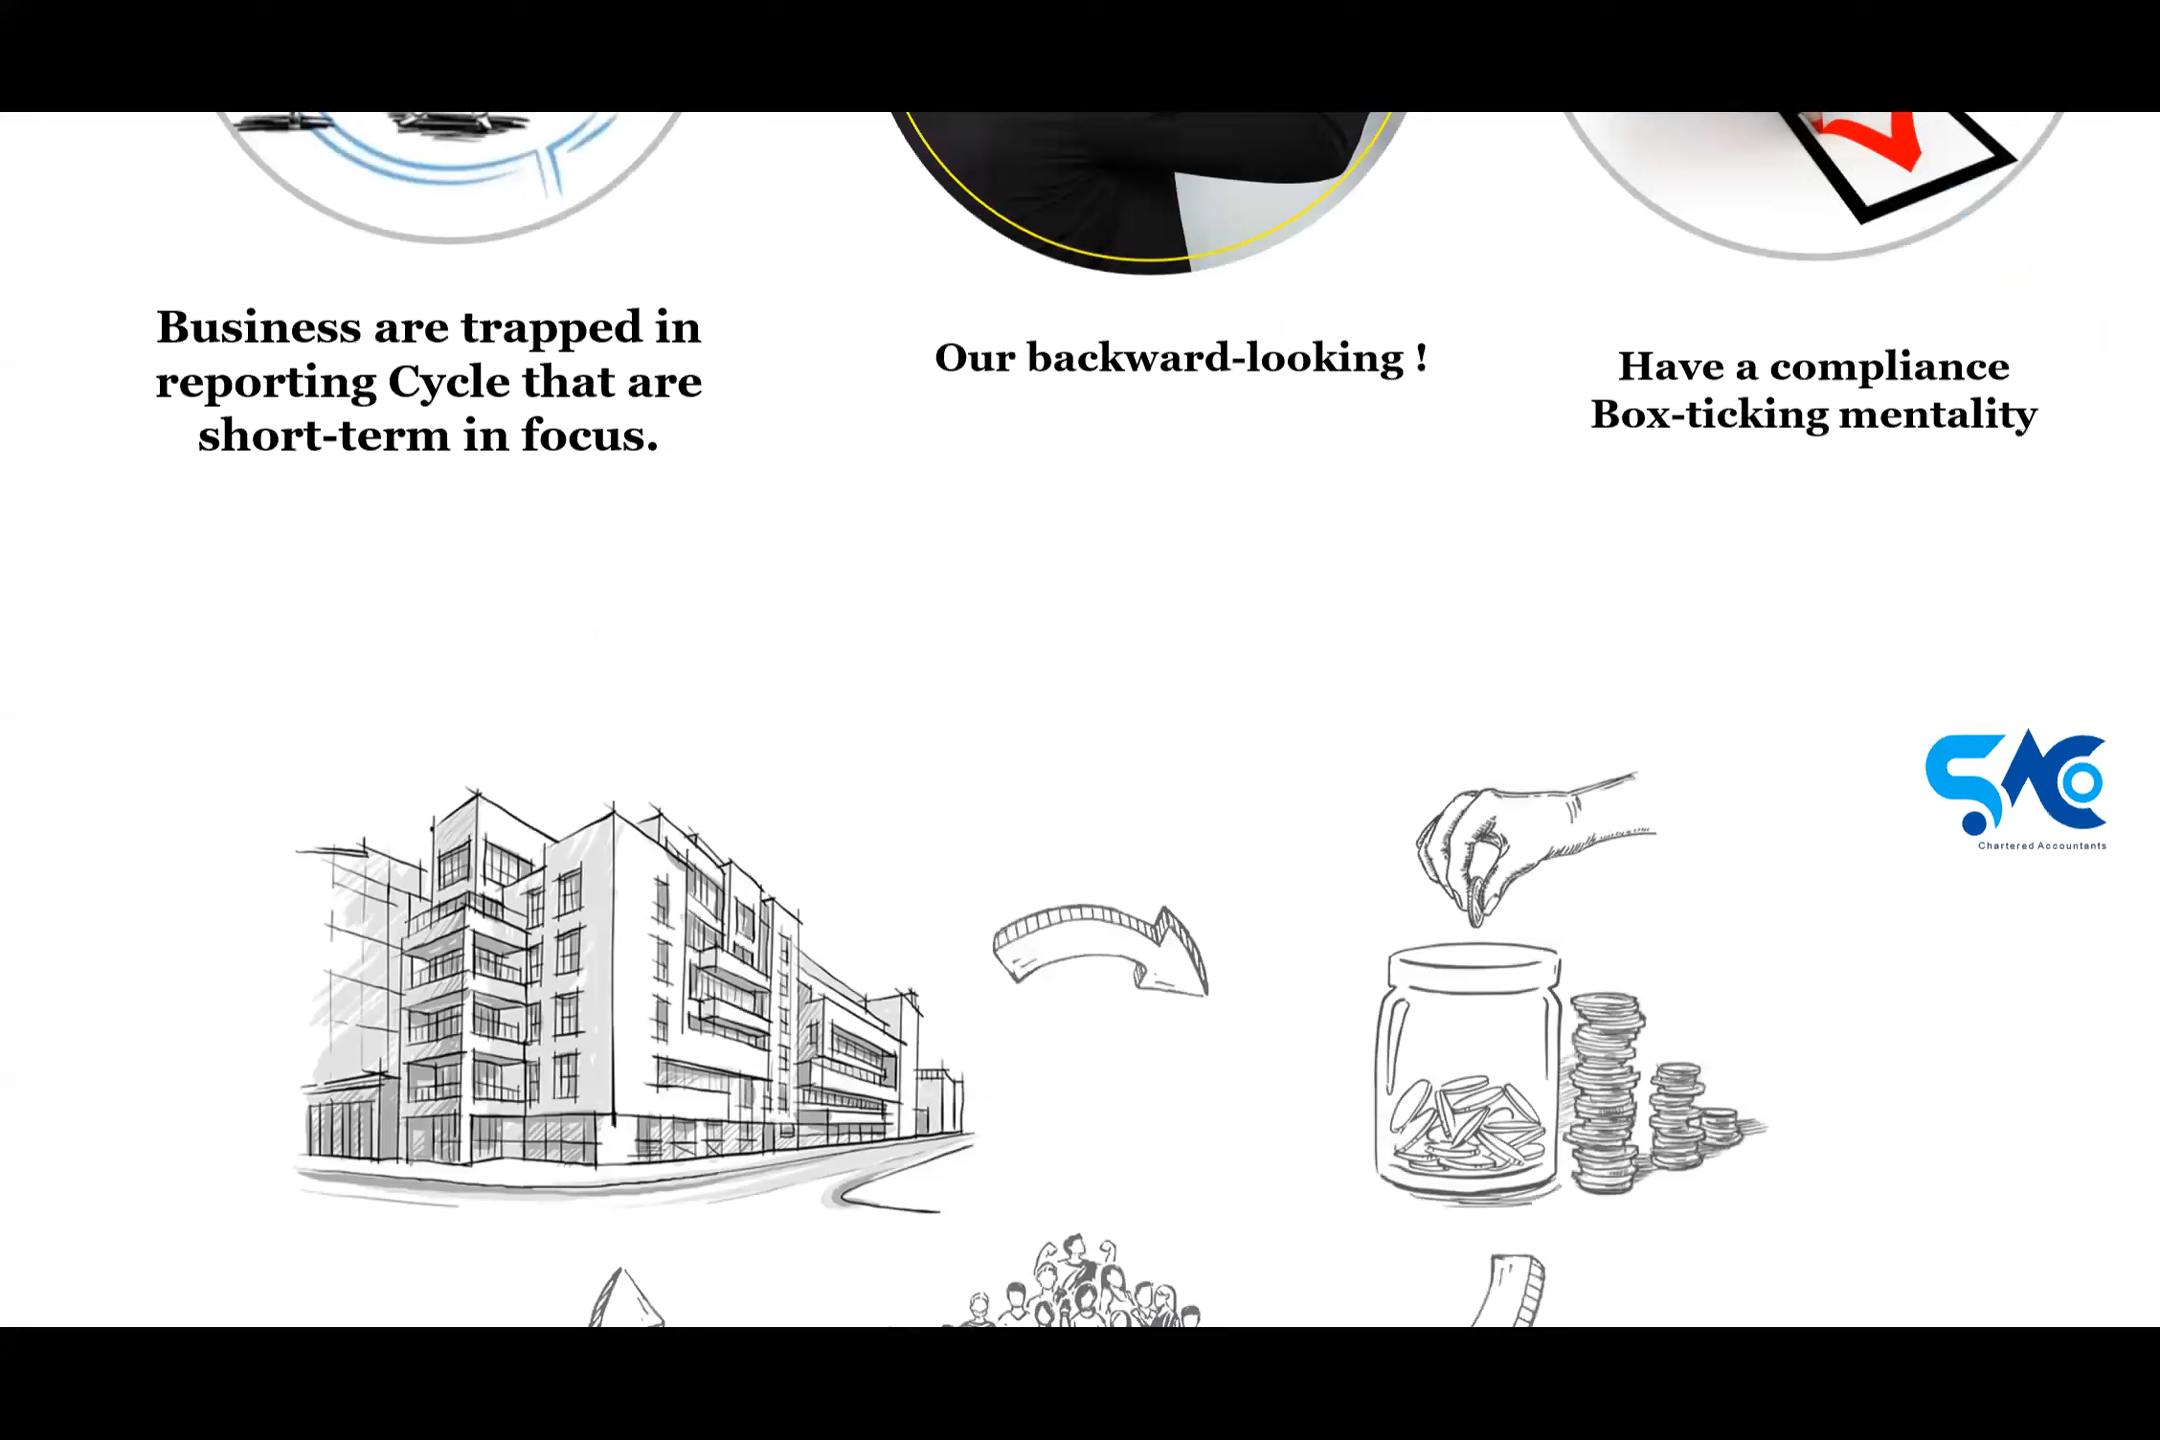 Business are trapped in
reporting Cycle that are
short-term in focus.
Our backward-looking !
Have a compliance
Box-ticking mentality
SACo
Chartered Accountants